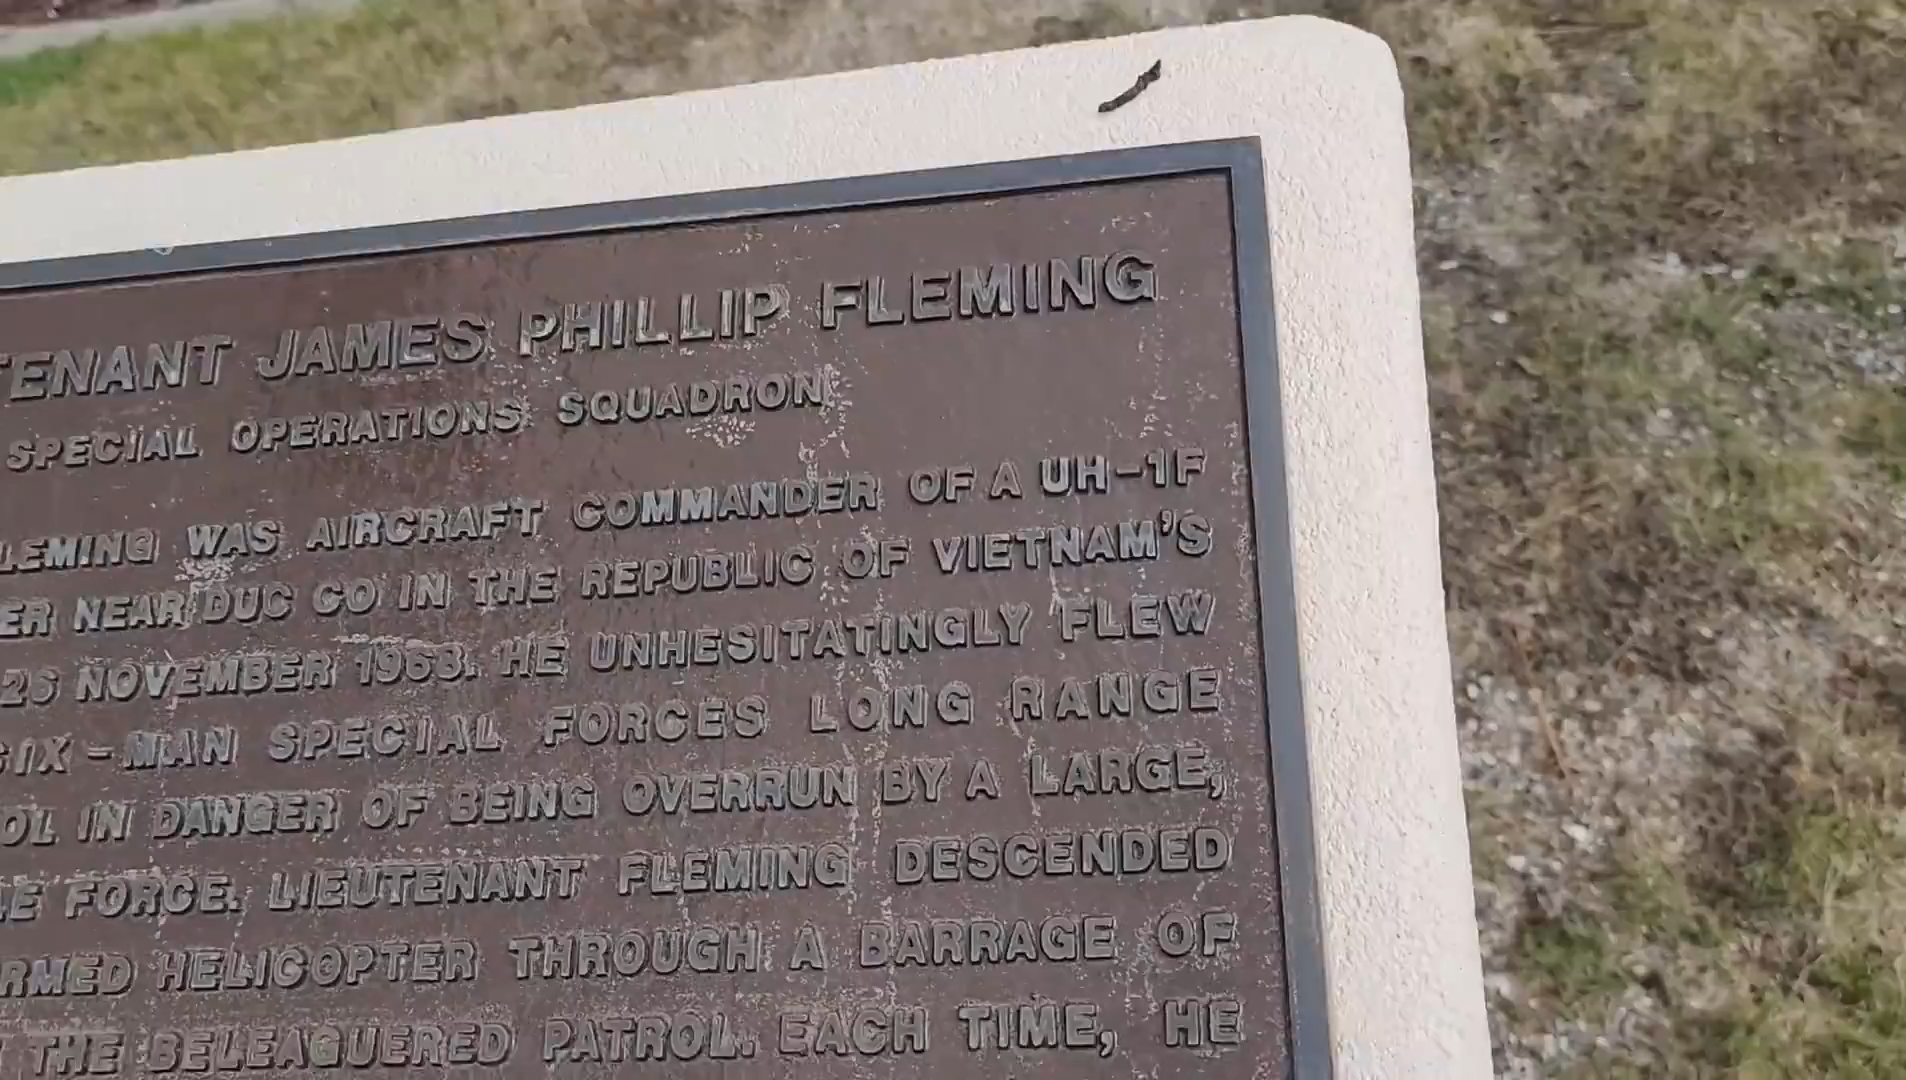 TENANT JAMES PHILLIP FLEMING
SPECIAL OPERATIONS SQUADRON
LEMING WAS AIRCRAFT COMMANDER OF A UH-1F
ER NEAR DUC CO IN THE REPUBLIC OF VIETNAM'S
26 NOVEMBER 1968. HE UNHESITATINGLY FLEW
SIX-MAN SPECIAL FORCES LONG RANGE
OL IN DANGER OF BEING OVERRUN BY A LARGE,
LE FORCE. LIEUTENANT FLEMING DESCENDED
RMED HELICOPTER THROUGH A BARRAGE OF
THE BELEAGUERED PATROL. EACH TIME, HE